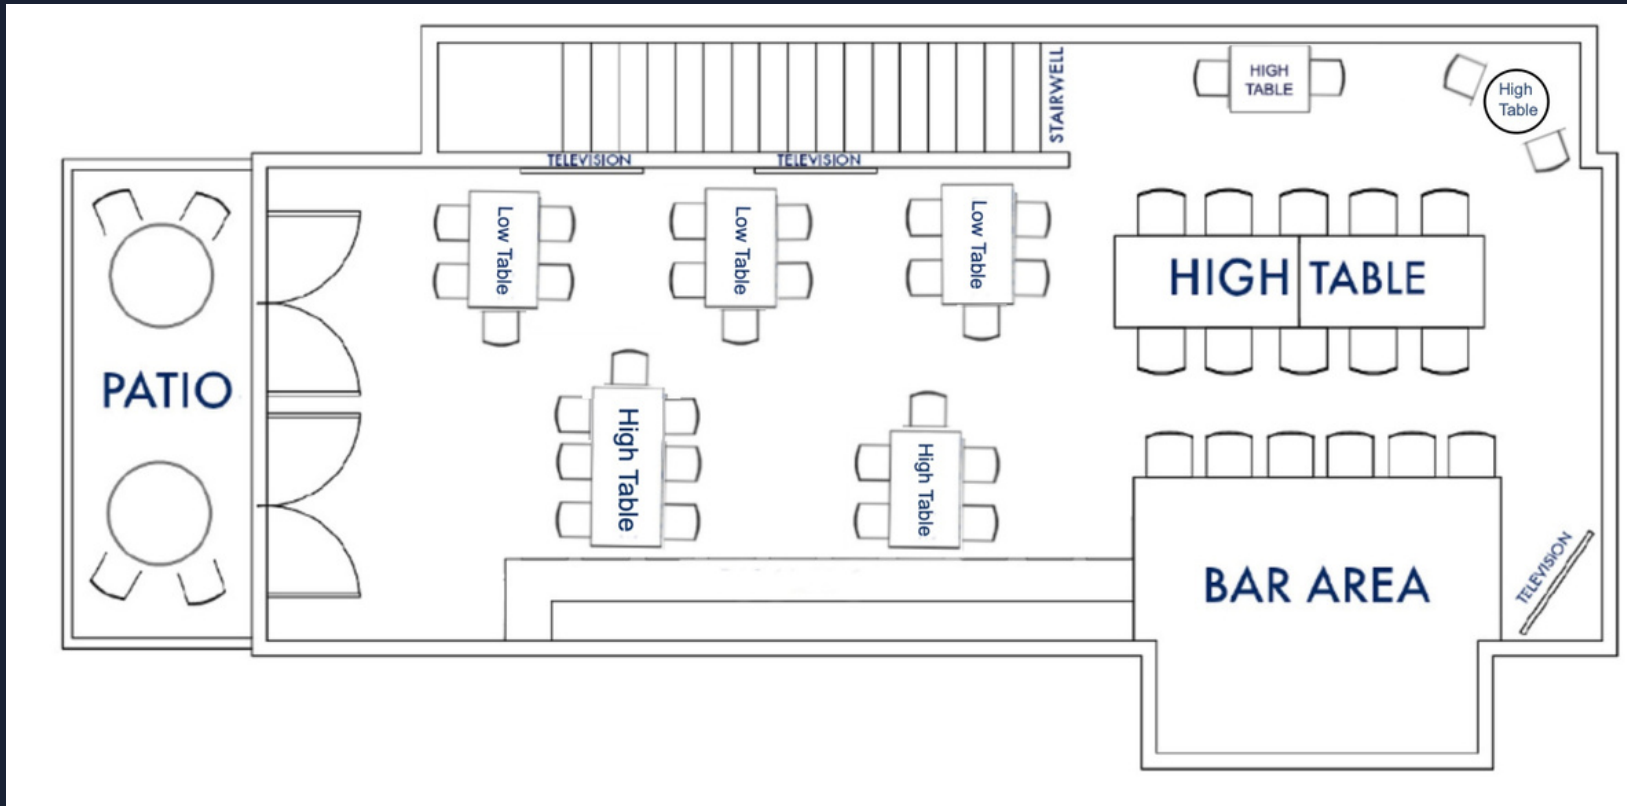 STAIRWELL
HIGH
TABLE
High
Table
TELEVISION
TELEVISION
Low Table
Low Table
Low Table
HIGH TABLE
PATIO
High Table
High Table
BAR AREA
TELEVISION